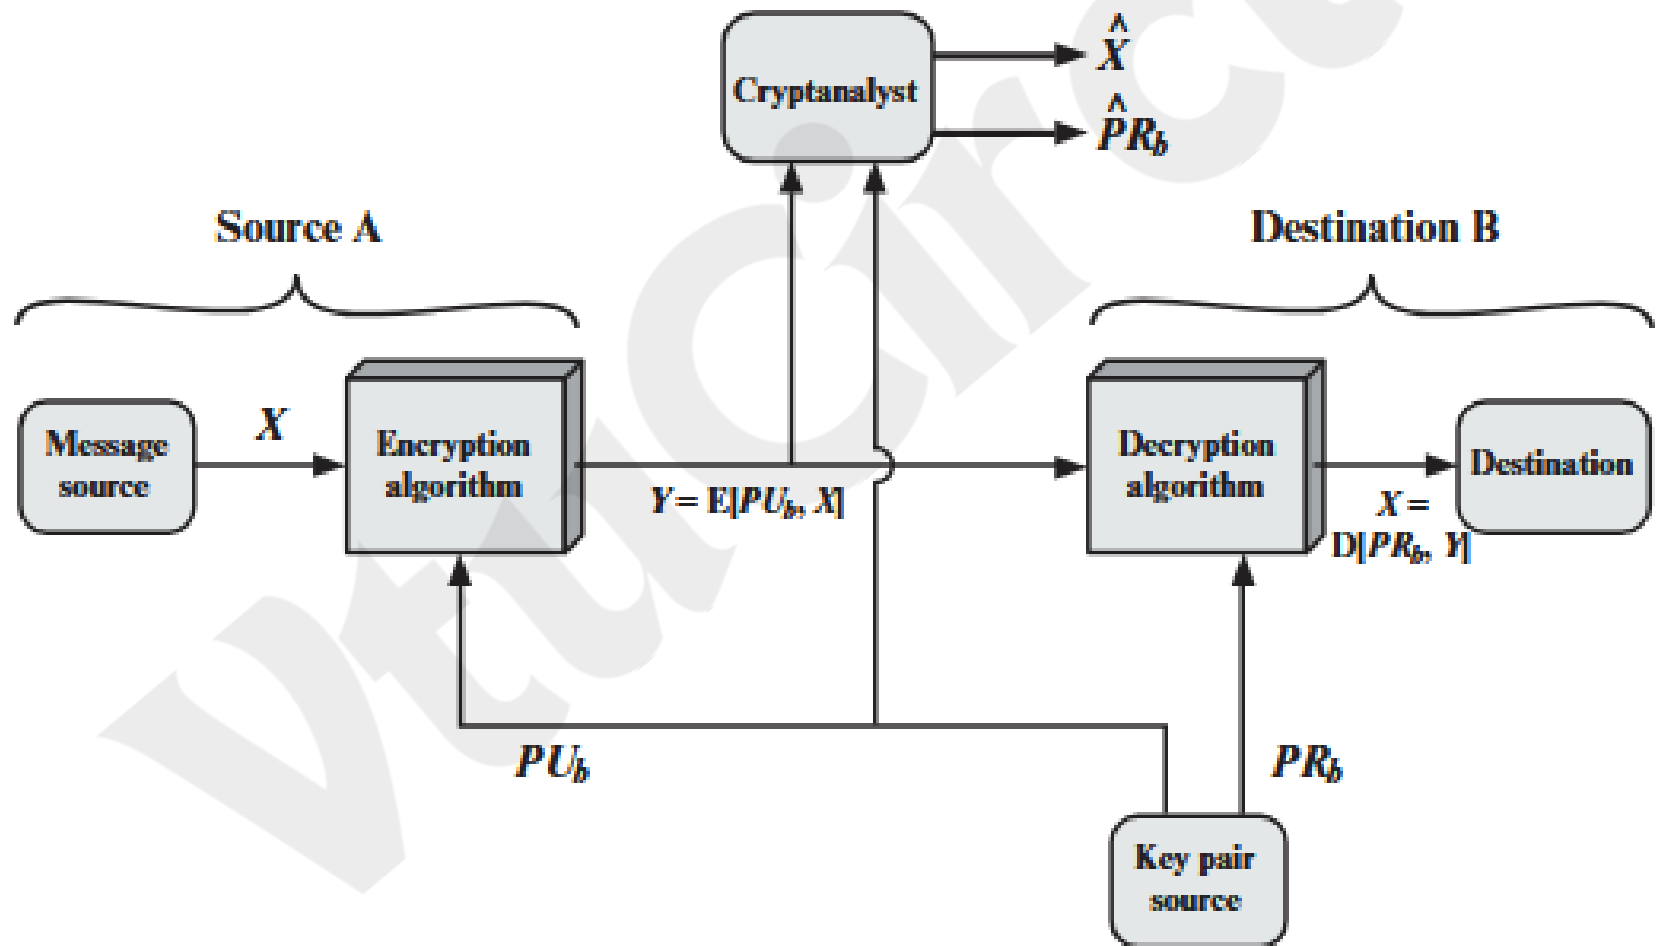 X̂
Cryptanalyst
P̂R_b
Source A
Destination B
X
Message
source
Encryption
algorithm
Y = E[PU_b, X]
Decryption
algorithm
X =
D[PR_b, Y]
Destination
PU_b
PR_b
Key pair
source